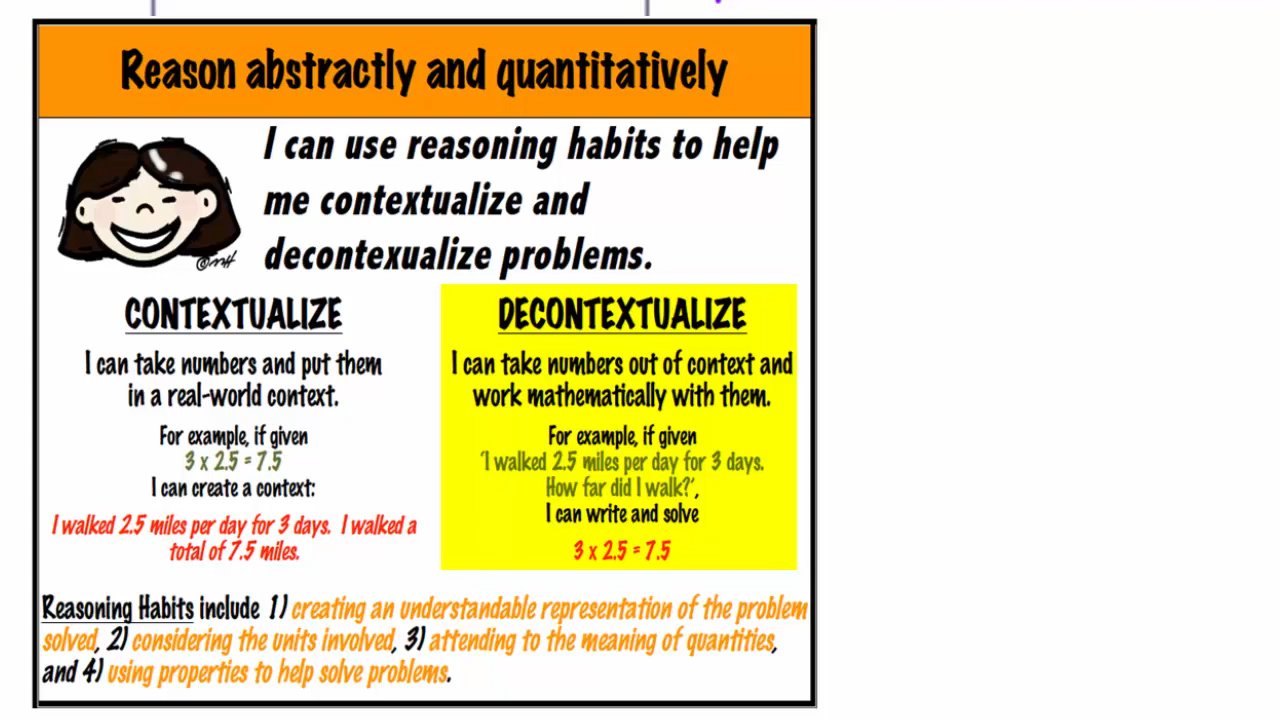 Reason abstractly and quantitatively
I can use reasoning habits to help
me contextualize and
decontexualize problems.
©MH
CONTEXTUALIZE
I can take numbers and put them
in a real-world context.
For example, if given
3 x 2.5 = 7.5
I can create a context:
I walked 2.5 miles per day for 3 days.  I walked a
total of 7.5 miles.
DECONTEXTUALIZE
I can take numbers out of context and
work mathematically with them.
For example, if given
'I walked 2.5 miles per day for 3 days.
How far did I walk?',
I can write and solve
3 x 2.5 = 7.5
Reasoning Habits include 1) creating an understandable representation of the problem
solved, 2) considering the units involved, 3) attending to the meaning of quantities,
and 4) using properties to help solve problems.